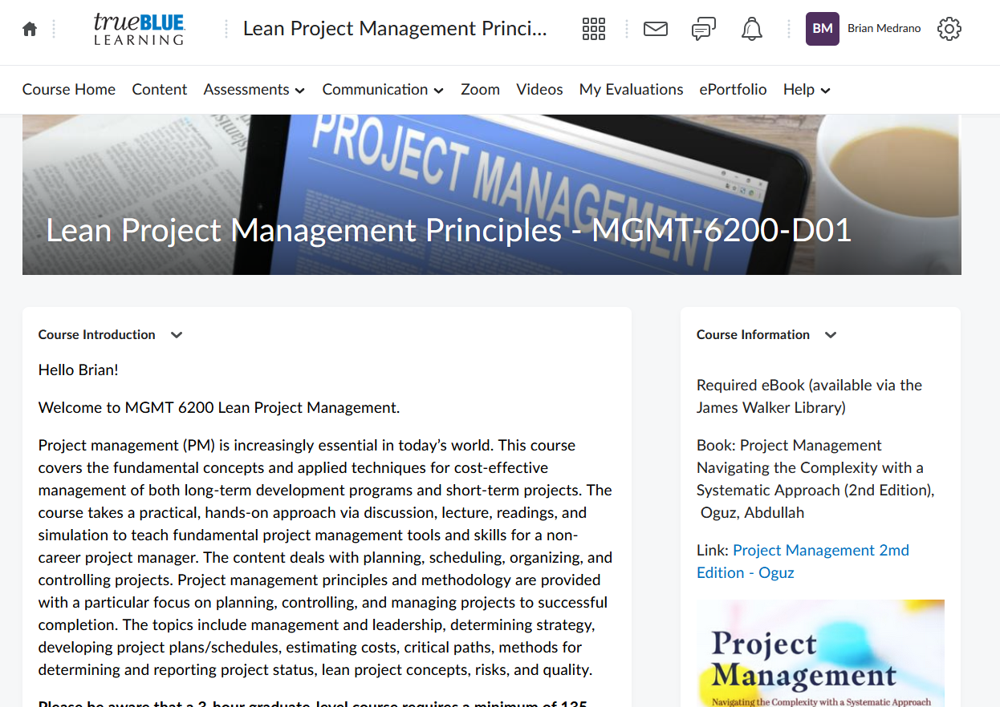 trueBLUE
LEARNING
Lean Project Management Princi...
BM
Brian Medrano
Course Home
Content
Assessments
Communication
Zoom
Videos
My Evaluations
ePortfolio
Help
PROJECT MANAGEMENT
Lean Project Management Principles - MGMT-6200-D01
Course Introduction
Hello Brian!
Welcome to MGMT 6200 Lean Project Management.
Project management (PM) is increasingly essential in today’s world. This course
covers the fundamental concepts and applied techniques for cost-effective
management of both long-term development programs and short-term projects. The
course takes a practical, hands-on approach via discussion, lecture, readings, and
simulation to teach fundamental project management tools and skills for a non-
career project manager. The content deals with planning, scheduling, organizing, and
controlling projects. Project management principles and methodology are provided
with a particular focus on planning, controlling, and managing projects to successful
completion. The topics include management and leadership, determining strategy,
developing project plans/schedules, estimating costs, critical paths, methods for
determining and reporting project status, lean project concepts, risks, and quality.
Please be aware that a 3-hour graduate-level course requires a minimum of 135
Course Information
Required eBook (available via the
James Walker Library)
Book: Project Management
Navigating the Complexity with a
Systematic Approach (2nd Edition),
Oguz, Abdullah
Link: Project Management 2md
Edition - Oguz
Project
Management
Navigating the Complexity with a Systematic Approach